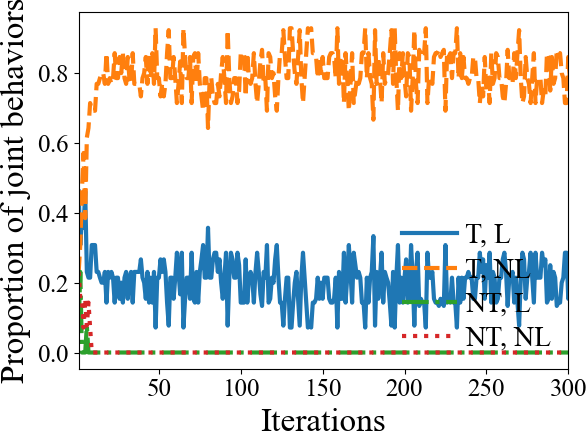 Proportion of joint behaviors
0.8
0.6
0.4
0.2
0.0
T, L
T, NL
NT, L
NT, NL
50
100
150
200
250
300
Iterations